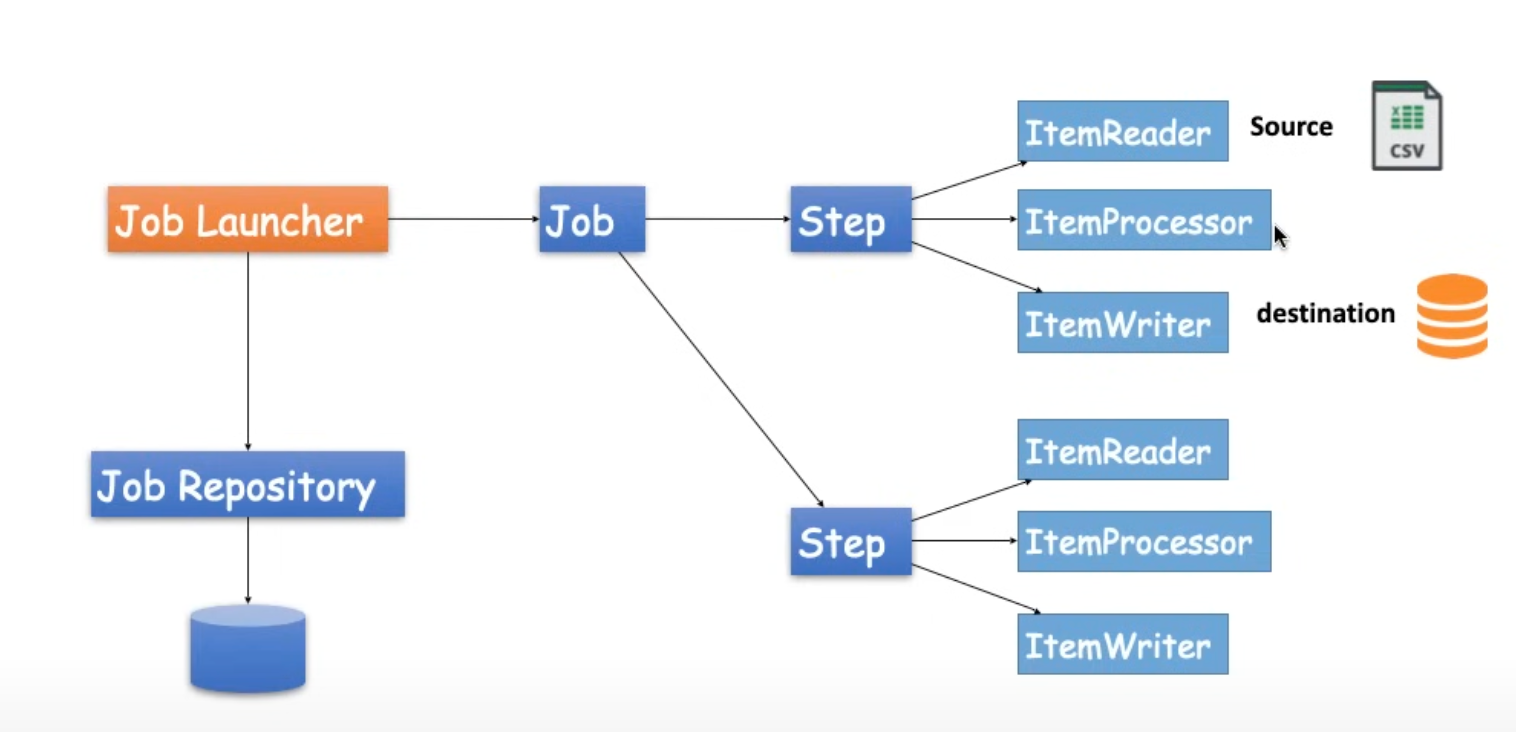 ItemReader
Source
CSV
Job Launcher
Job
Step
ItemProcessor
ItemWriter
destination
ItemReader
Job Repository
Step
ItemProcessor
ItemWriter